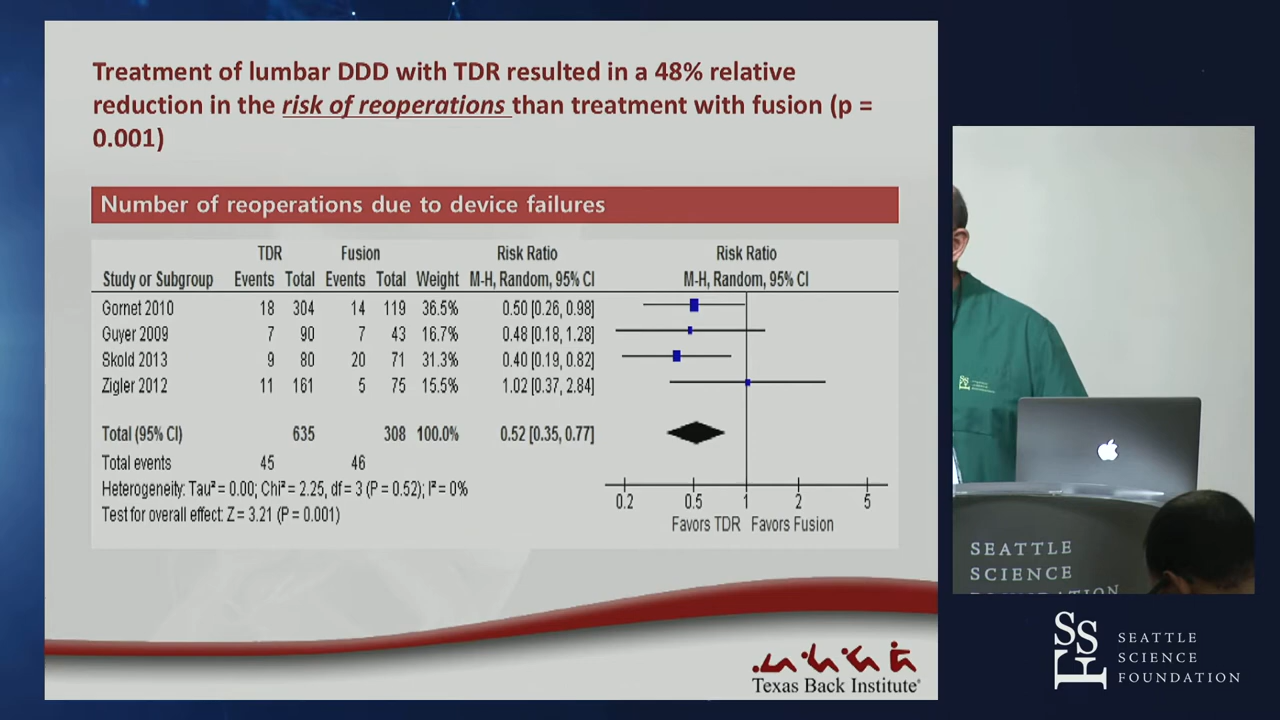 Treatment of lumbar DDD with TDR resulted in a 48% relative
reduction in the risk of reoperations than treatment with fusion (p =
0.001)
Number of reoperations due to device failures
TDR Fusion Risk Ratio Risk Ratio
Study or Subgroup Events Total Events Total Weight M-H, Random, 95% CI M-H, Random, 95% CI
Gornet 2010 18 304 14 119 36.5% 0.50 [0.26, 0.98]
Guyer 2009 7 90 7 43 16.7% 0.48 [0.18, 1.28]
Skold 2013 9 80 20 71 31.3% 0.40 [0.19, 0.82]
Zigler 2012 11 161 5 75 15.5% 1.02 [0.37, 2.84]
Total (95% CI) 635 308 100.0% 0.52 [0.35, 0.77]
Total events 45 46
Heterogeneity: Tau² = 0.00; Chi² = 2.25, df = 3 (P = 0.52); I² = 0%
Test for overall effect: Z = 3.21 (P = 0.001)
0.2 0.5 1 2 5
Favors TDR Favors Fusion
Texas Back Institute®
SEATTLE
SCIENCE
SSF
SEATTLE
SCIENCE
FOUNDATION